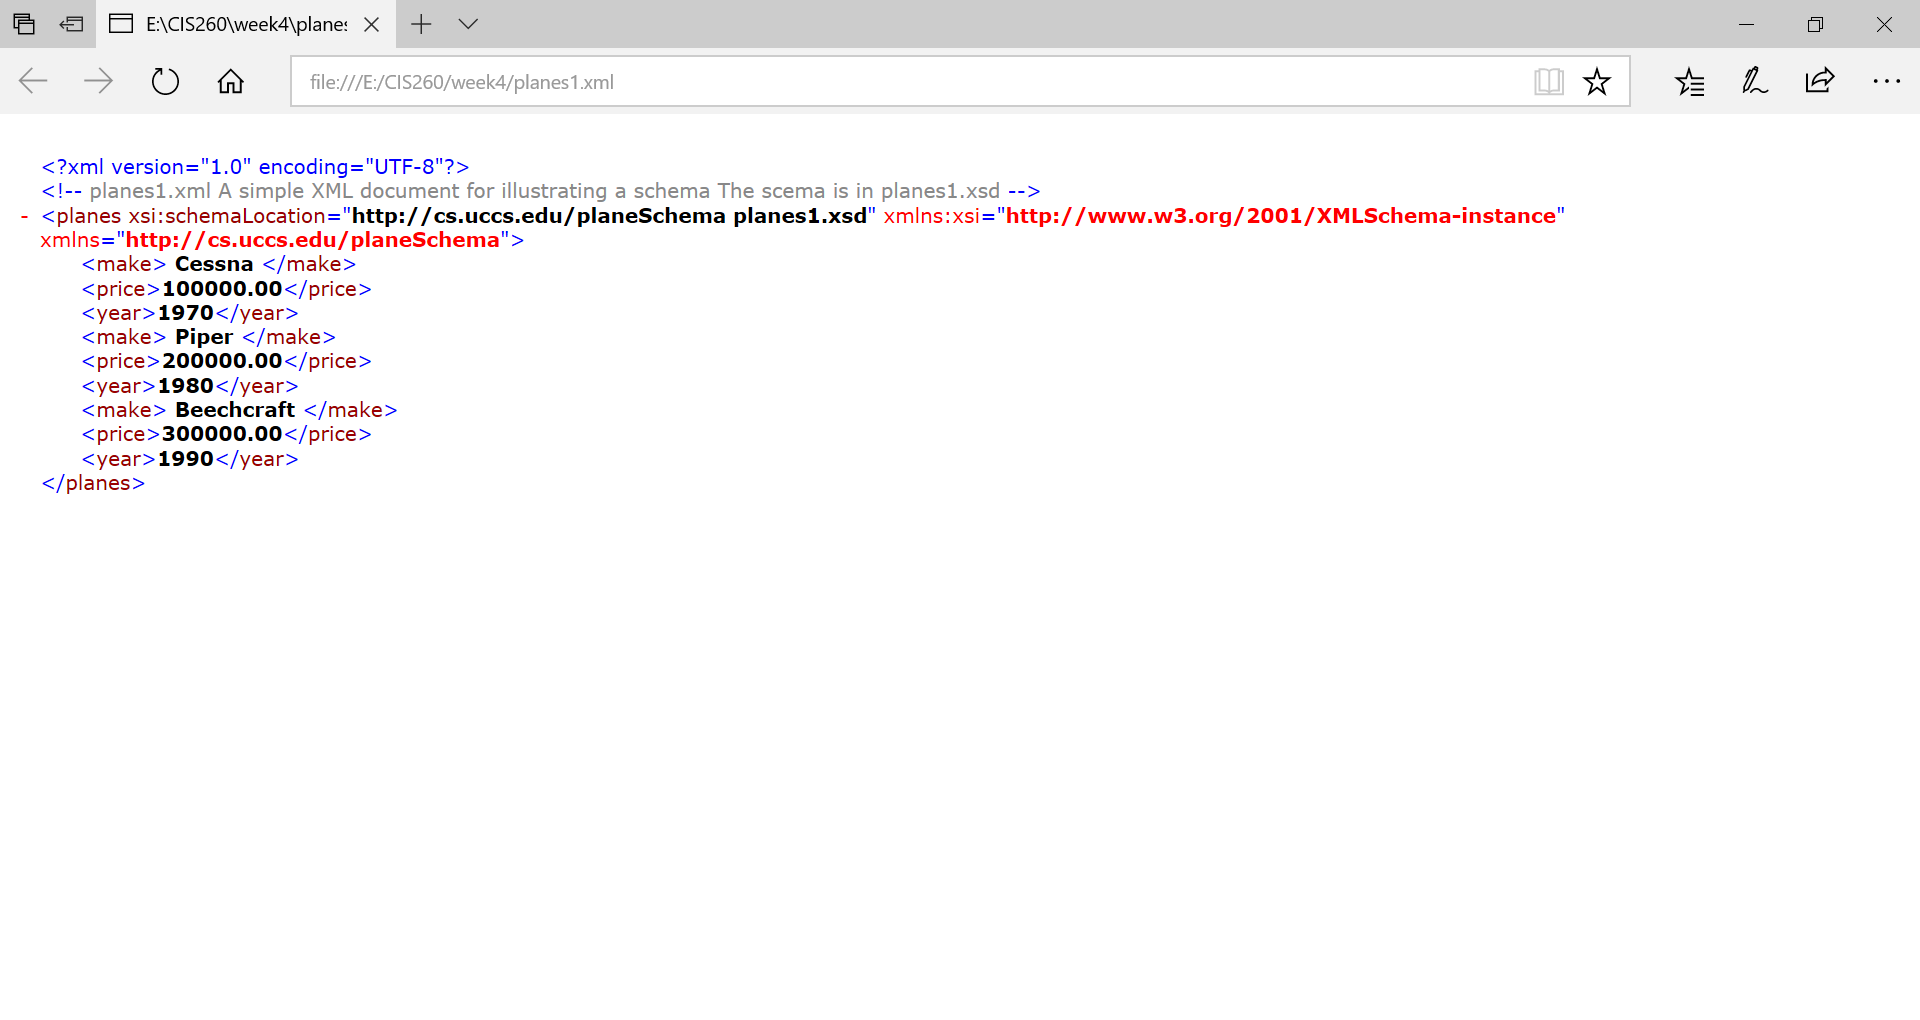 E:\CIS260\week4\planes
file:///E:/CIS260/week4/planes1.xml
<?xml version="1.0" encoding="UTF-8"?>
<!-- planes1.xml A simple XML document for illustrating a schema The scema is in planes1.xsd -->
- <planes xsi:schemaLocation="http://cs.uccs.edu/planeSchema planes1.xsd" xmlns:xsi="http://www.w3.org/2001/XMLSchema-instance"
xmlns="http://cs.uccs.edu/planeSchema">
<make> Cessna </make>
<price>100000.00</price>
<year>1970</year>
<make> Piper </make>
<price>200000.00</price>
<year>1980</year>
<make> Beechcraft </make>
<price>300000.00</price>
<year>1990</year>
</planes>